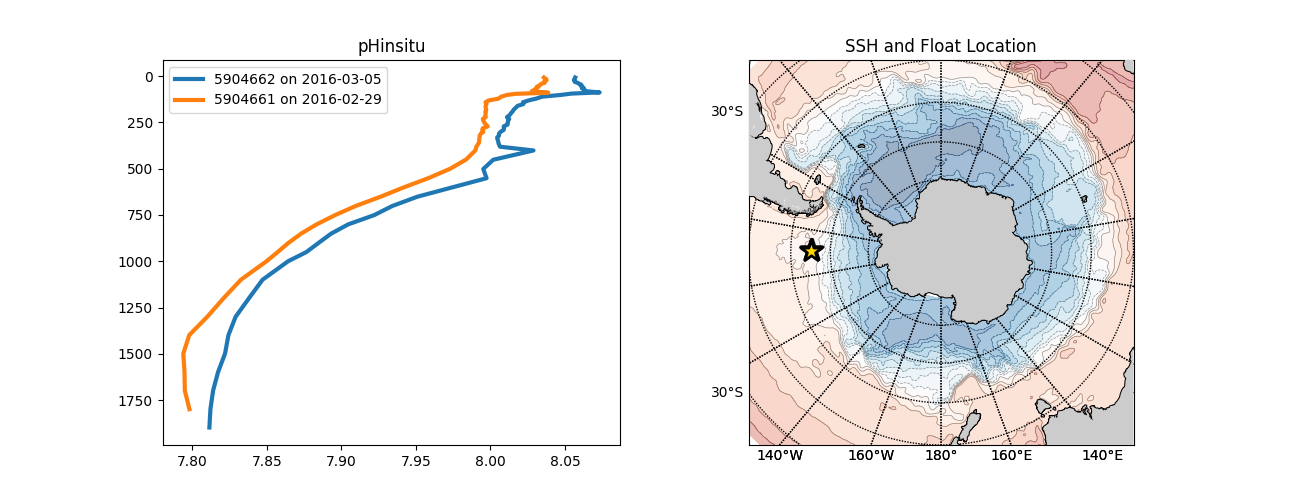 pHinsitu
5904662 on 2016-03-05
5904661 on 2016-02-29
0
250
500
750
1000
1250
1500
1750
7.80 7.85 7.90 7.95 8.00 8.05
SSH and Float Location
30°S
30°S
140°W 160°W 180° 160°E 140°E